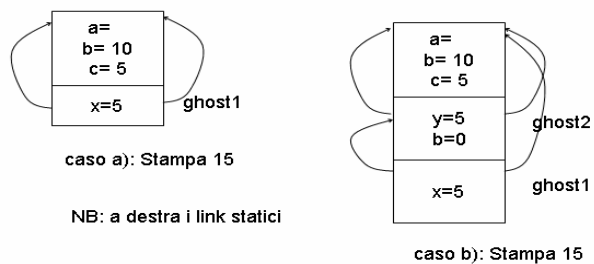 a=
b= 10
c= 5
x=5
ghost1
caso a): Stampa 15
NB: a destra i link statici
a=
b= 10
c= 5
y=5
b=0
ghost2
x=5
ghost1
caso b): Stampa 15